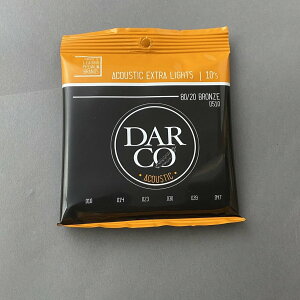 ACOUSTIC EXTRA LIGHTS | 10's
80/20 BRONZE
D510
DAR
CO
ACOUSTIC
.010 .014 .023 .030 .039 .047